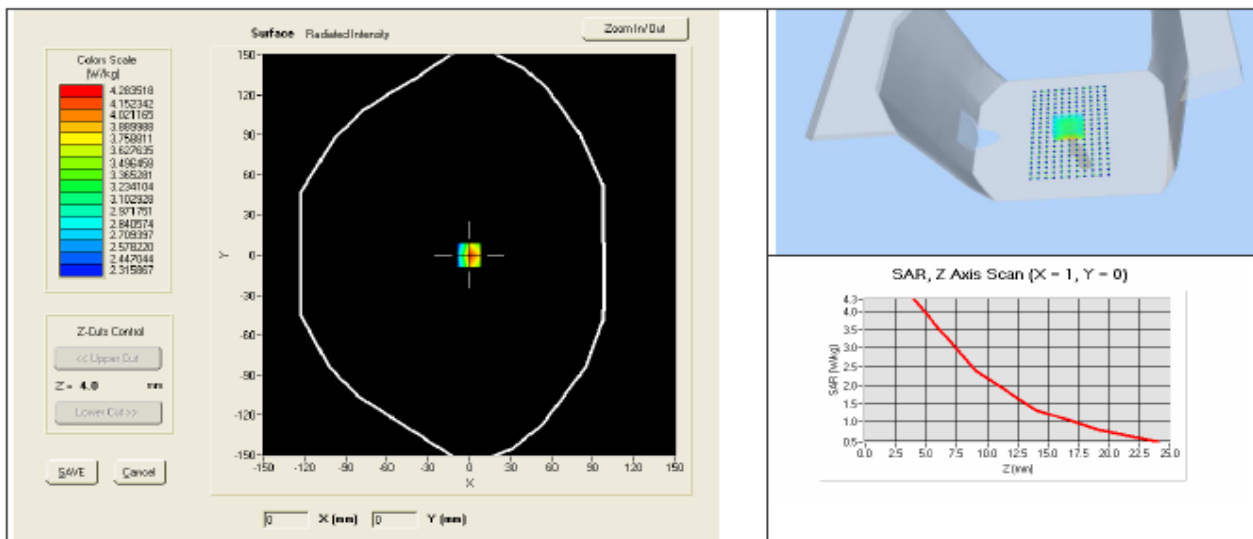 Surface Radiated Intensity
Zoom In/Out
Colors Scale
[W/kg]
4.283518
4.152342
4.021165
3.889988
3.758811
3.627635
3.496458
3.365281
3.234104
3.102928
2.971751
2.840574
2.709397
2.578220
2.447044
2.315867
Z-Cuts Control
<< Upper Cut
Z = 4.0 mm
Lower Cut >>
SAVE Cancel
150-
120-
90-
60-
30-
0-
-30-
-60-
-90-
-120-
-150-
Y
-150 -120 -90 -60 -30 0 30 60 90 120 150
X
0 X (mm) 0 Y (mm)
SAR, Z Axis Scan (X = 1, Y = 0)
4.3-
4.0-
3.5-
3.0-
2.5-
2.0-
1.5-
1.0-
0.5-
SAR [W/kg]
0.0 2.5 5.0 7.5 10.0 12.5 15.0 17.5 20.0 22.5 25.0
Z [mm]